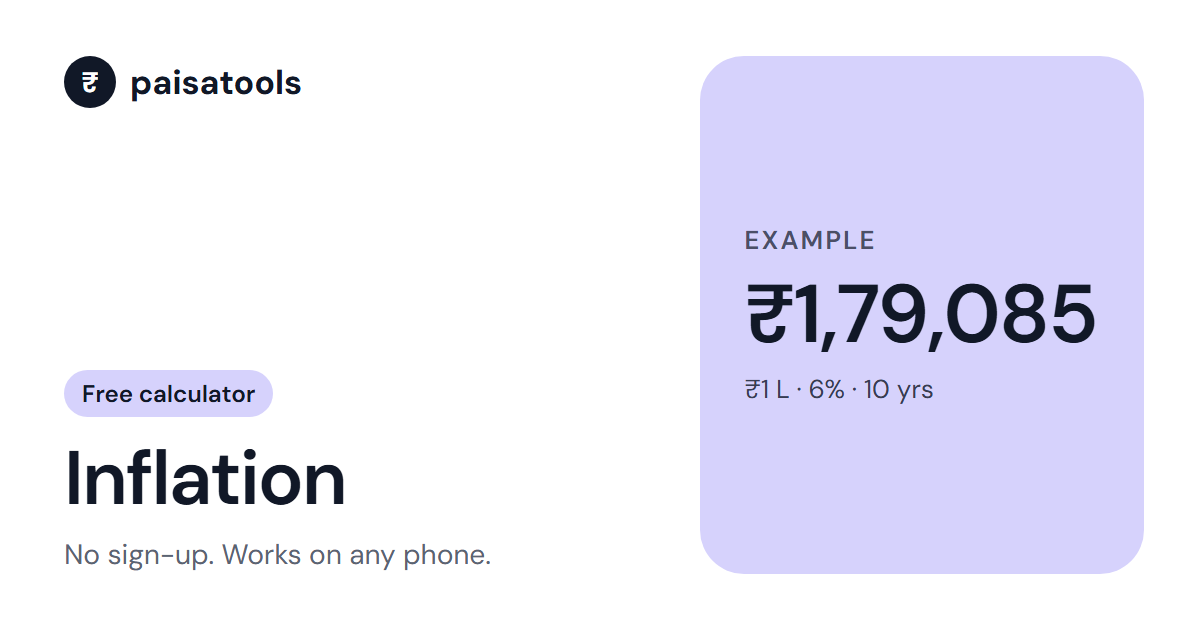 ₹ paisatools
Free calculator
Inflation
No sign-up. Works on any phone.
EXAMPLE
₹1,79,085
₹1 L · 6% · 10 yrs